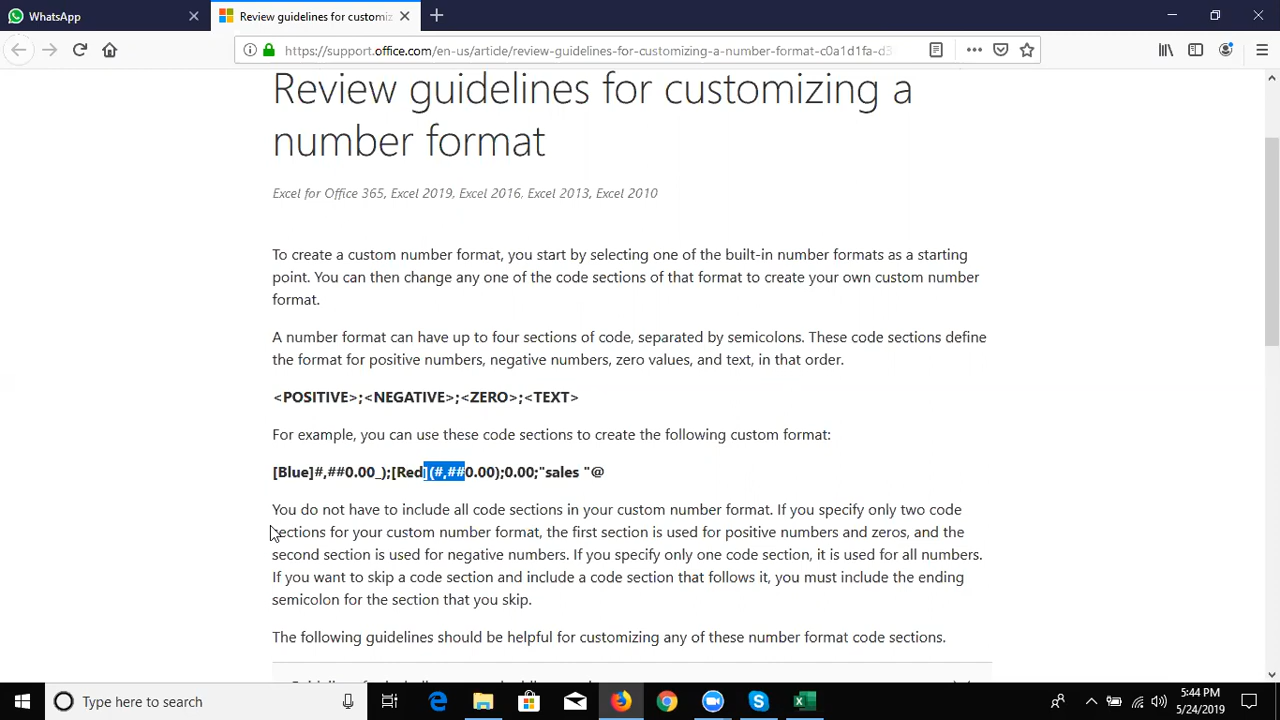 WhatsApp
Review guidelines for customiz
https://support.office.com/en-us/article/review-guidelines-for-customizing-a-number-format-c0a1d1fa-d3
Review guidelines for customizing a
number format
Excel for Office 365, Excel 2019, Excel 2016, Excel 2013, Excel 2010
To create a custom number format, you start by selecting one of the built-in number formats as a starting
point. You can then change any one of the code sections of that format to create your own custom number
format.
A number format can have up to four sections of code, separated by semicolons. These code sections define
the format for positive numbers, negative numbers, zero values, and text, in that order.
<POSITIVE>;<NEGATIVE>;<ZERO>;<TEXT>
For example, you can use these code sections to create the following custom format:
[Blue]#,##0.00_);[Red](#,##0.00);0.00;"sales "@
You do not have to include all code sections in your custom number format. If you specify only two code
sections for your custom number format, the first section is used for positive numbers and zeros, and the
second section is used for negative numbers. If you specify only one code section, it is used for all numbers.
If you want to skip a code section and include a code section that follows it, you must include the ending
semicolon for the section that you skip.
The following guidelines should be helpful for customizing any of these number format code sections.
Type here to search
5:44 PM
5/24/2019